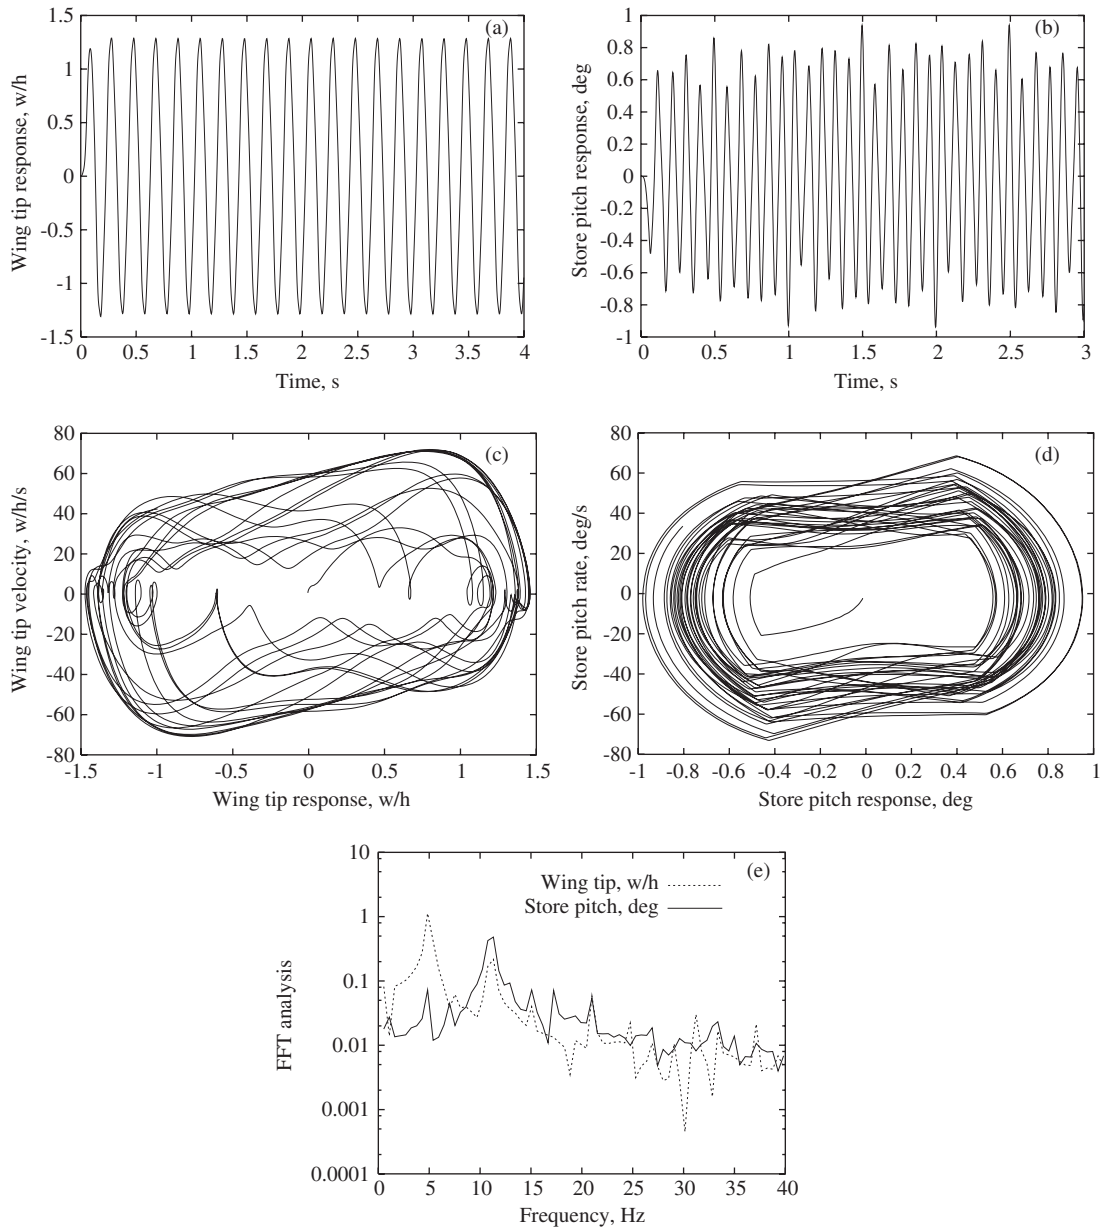 1.5
1
0.5
0
-0.5
-1
-1.5
0 0.5 1 1.5 2 2.5 3 3.5 4
Wing tip response, w/h
Time, s
(a)
1
0.8
0.6
0.4
0.2
0
-0.2
-0.4
-0.6
-0.8
-1
0 0.5 1 1.5 2 2.5 3
Store pitch response, deg
Time, s
(b)
80
60
40
20
0
-20
-40
-60
-80
-1.5 -1 -0.5 0 0.5 1 1.5
Wing tip velocity, w/h/s
Wing tip response, w/h
(c)
80
60
40
20
0
-20
-40
-60
-80
-1 -0.8 -0.6 -0.4 -0.2 0 0.2 0.4 0.6 0.8 1
Store pitch rate, deg/s
Store pitch response, deg
(d)
10
1
0.1
0.01
0.001
0.0001
0 5 10 15 20 25 30 35 40
FFT analysis
Frequency, Hz
(e)
Wing tip, w/h
Store pitch, deg